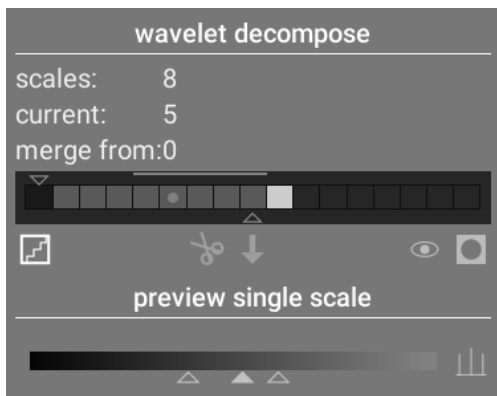 wavelet decompose
scales: 8
current: 5
merge from:0
preview single scale